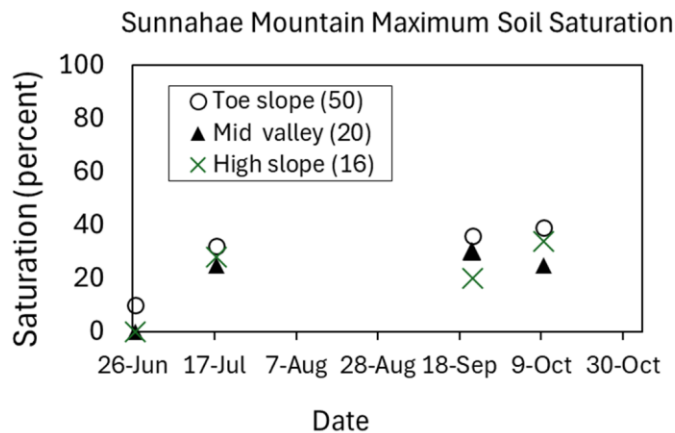 Sunnahae Mountain Maximum Soil Saturation
Saturation (percent)
100
80
60
40
20
0
Toe slope (50)
Mid valley (20)
High slope (16)
26-Jun 17-Jul 7-Aug 28-Aug 18-Sep 9-Oct 30-Oct
Date